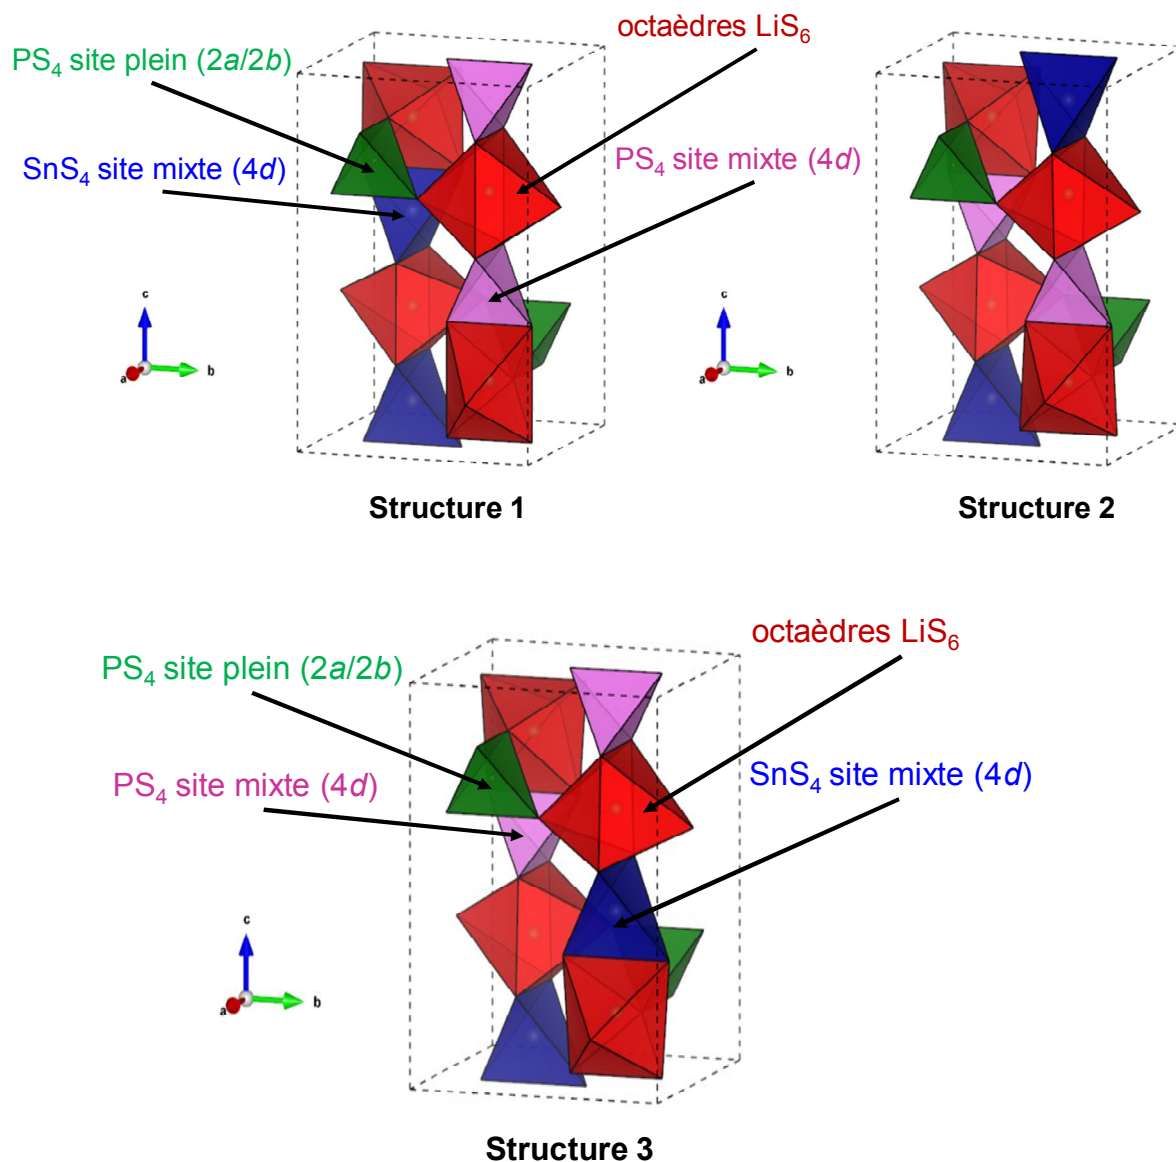 octaèdres LiS6
PS4 site plein (2a/2b)
SnS4 site mixte (4d)
PS4 site mixte (4d)
c
a
b
c
a
b
Structure 1
Structure 2
octaèdres LiS6
PS4 site plein (2a/2b)
PS4 site mixte (4d)
SnS4 site mixte (4d)
c
a
b
Structure 3